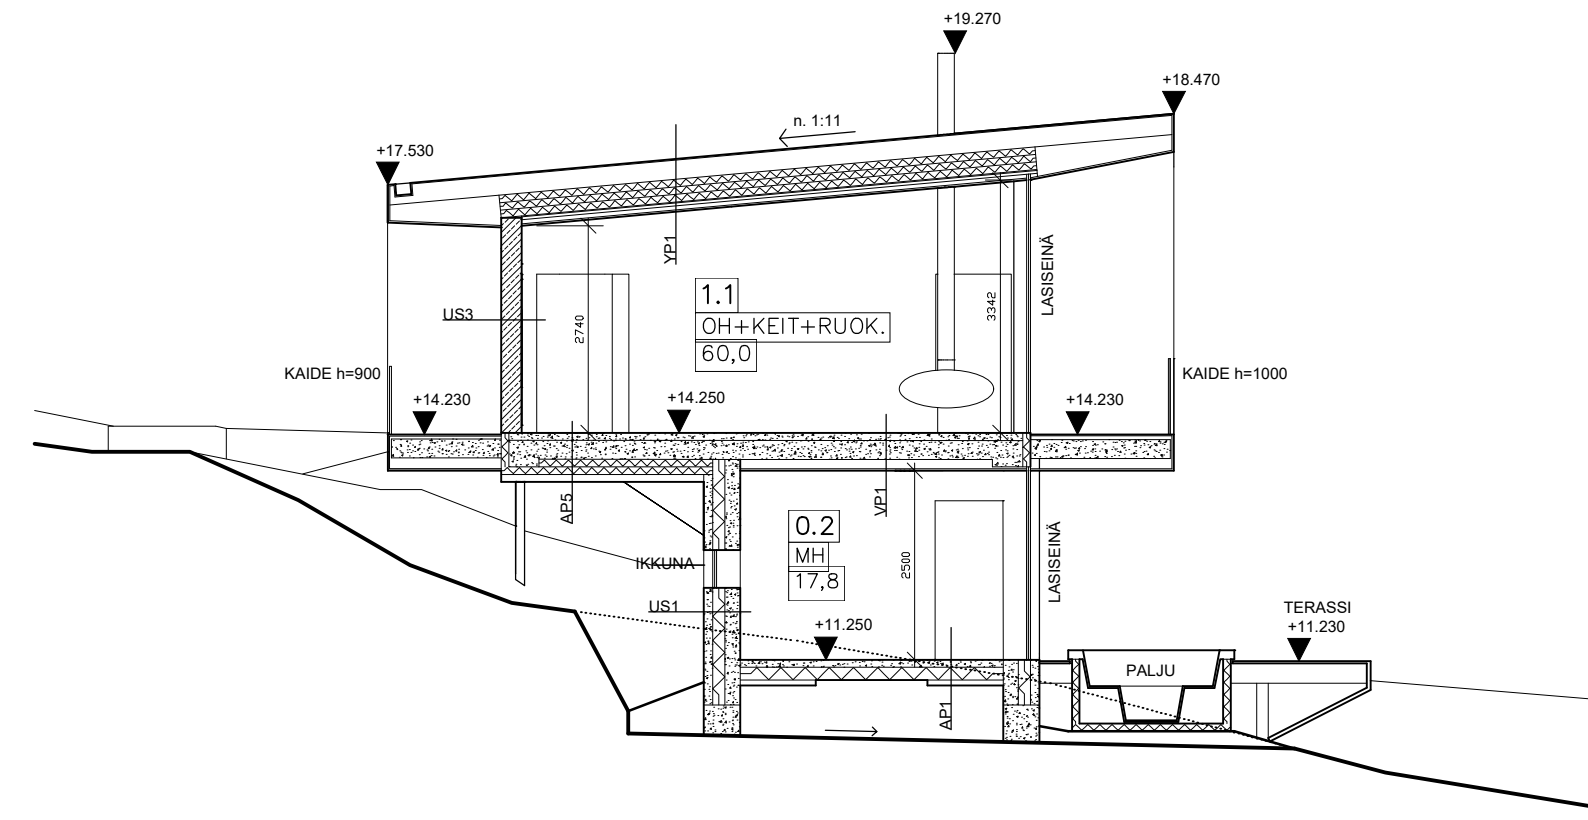 +19.270
+18.470
n. 1:11
+17.530
YP1
LASISEINÄ
1.1
OH+KEIT+RUOK.
60,0
US3
2740
3342
KAIDE h=900
KAIDE h=1000
+14.230
+14.250
+14.230
AP5
VP1
0.2
MH
17,8
IKKUNA
2500
LASISEINÄ
US1
+11.250
TERASSI
+11.230
PALJU
AP1